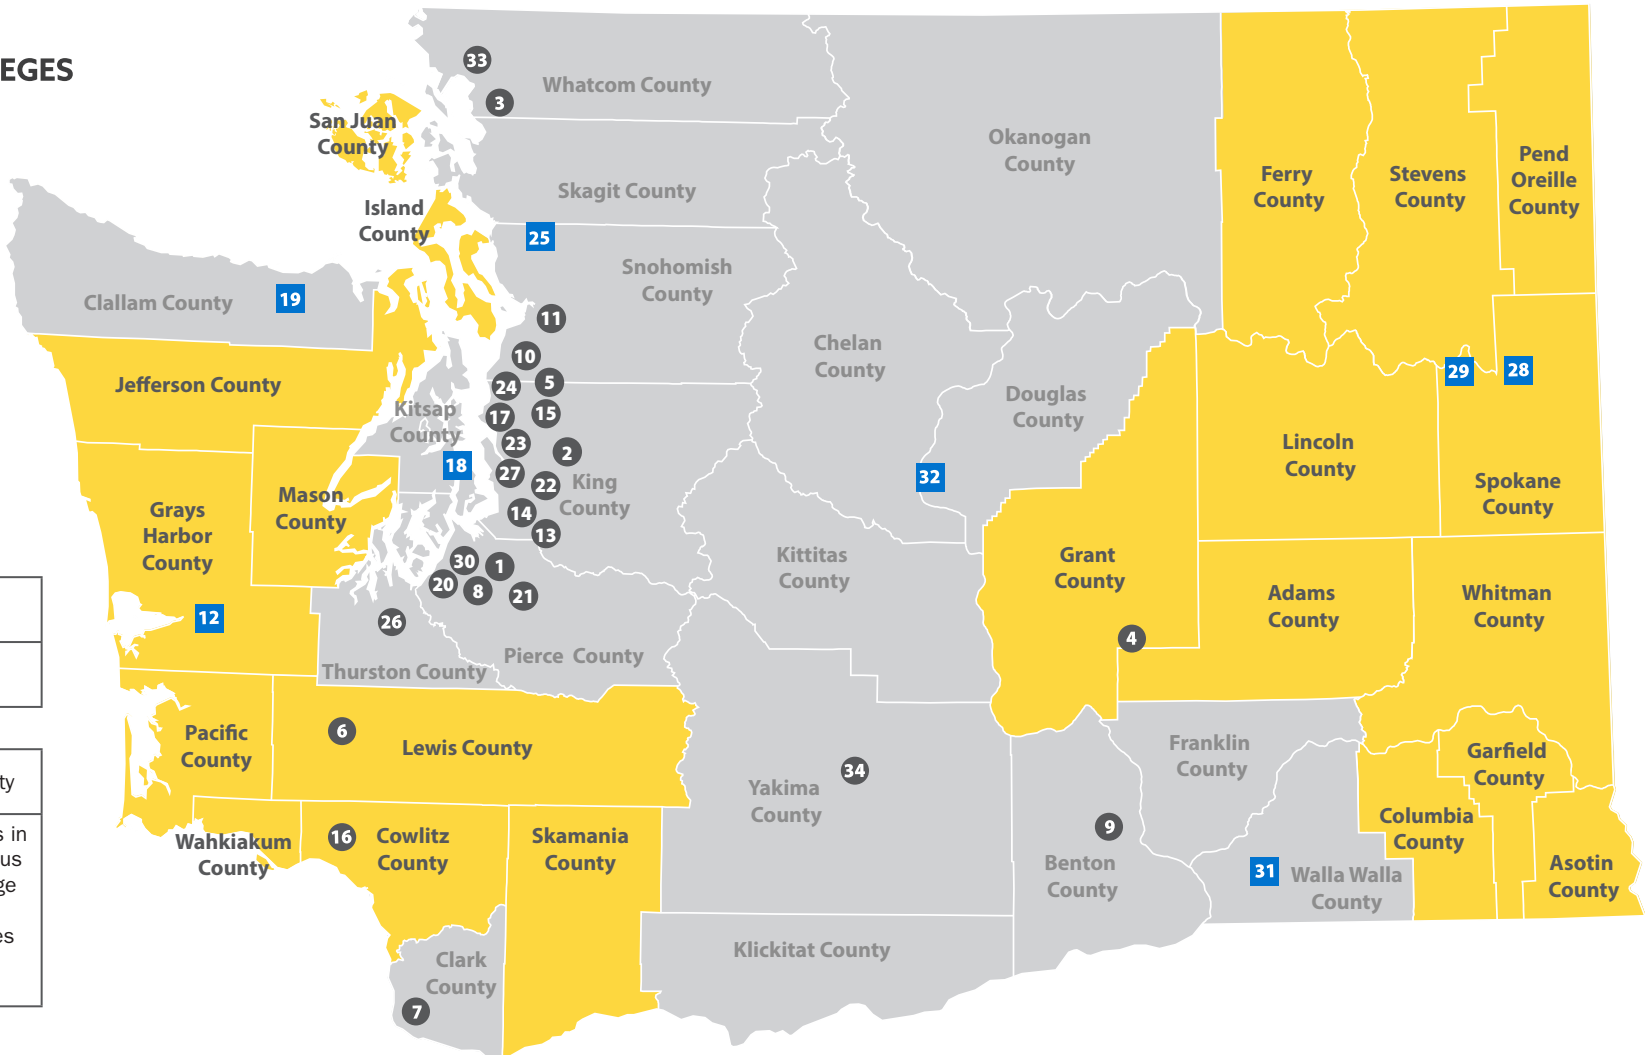 EGES
33
Whatcom County
3
San Juan
County
Okanogan
County
Pend
Oreille
County
Ferry
County
Stevens
County
Skagit County
Island
County
25
Snohomish
County
Clallam County
19
11
Chelan
County
10
5
24
Jefferson County
29
28
Kitsap
County
17
15
Douglas
County
23
2
Lincoln
County
18
27
22
King
County
32
Spokane
County
Mason
County
Grays
Harbor
County
14
13
30
1
Kittitas
County
Grant
County
20
8
21
Adams
County
Whitman
County
12
26
4
Thurston County
Pierce  County
6
Lewis County
Pacific
County
Franklin
County
Garfield
County
34
Yakima
County
ty
s in
us
ge
es
Wahkiakum
County
16
Cowlitz
County
Skamania
County
9
Columbia
County
Benton
County
31
Walla Walla
County
Asotin
County
Klickitat County
Clark
County
7